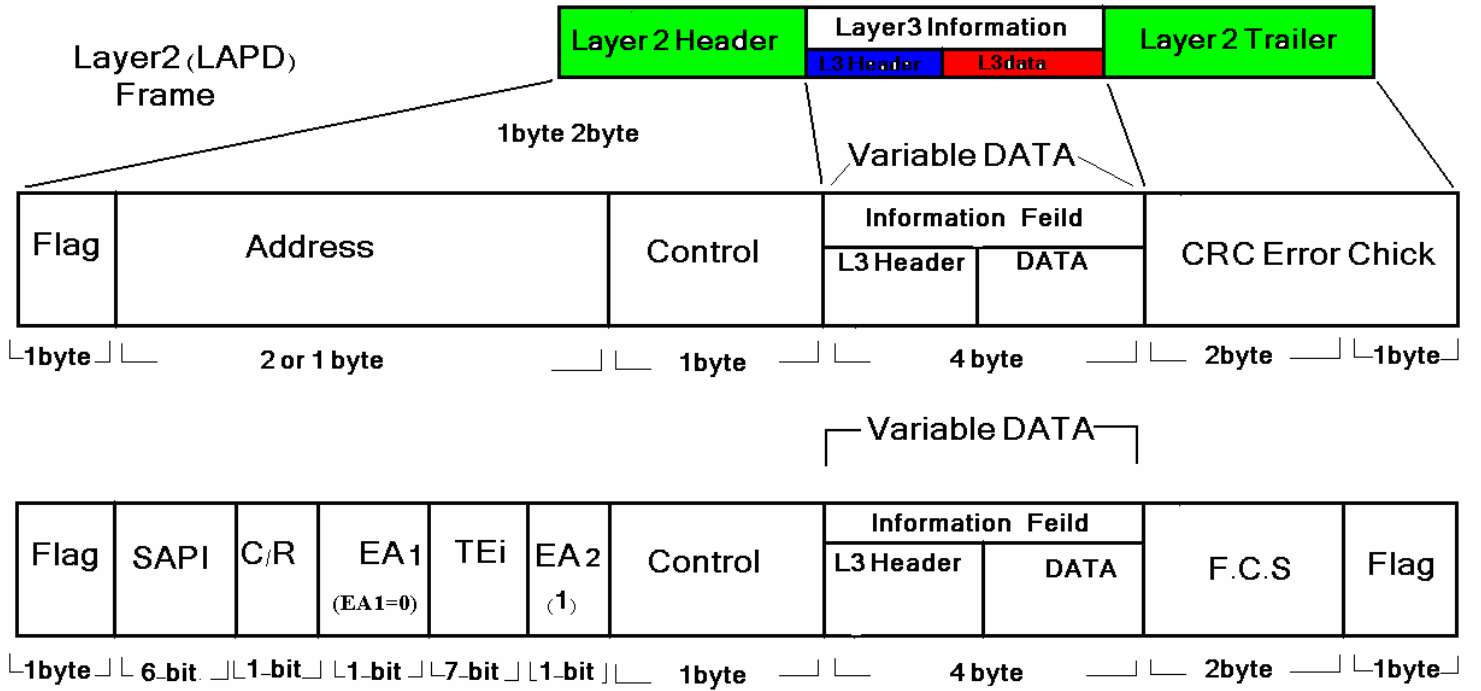 Layer2 (LAPD)
Frame
Layer 2 Header
Layer3 Information
L3 Header
L3data
Layer 2 Trailer
1byte 2byte
Variable DATA
Flag
Address
Control
Information Feild
L3 Header
DATA
CRC Error Chick
1byte
2 or 1 byte
1byte
4 byte
2byte
1byte
Variable DATA
Flag
SAPI
C/R
EA1
(EA1=0)
TEi
EA2
(1)
Control
Information Feild
L3 Header
DATA
F.C.S
Flag
1byte
6-bit
1-bit
1-bit
7-bit
1-bit
1byte
4 byte
2byte
1byte